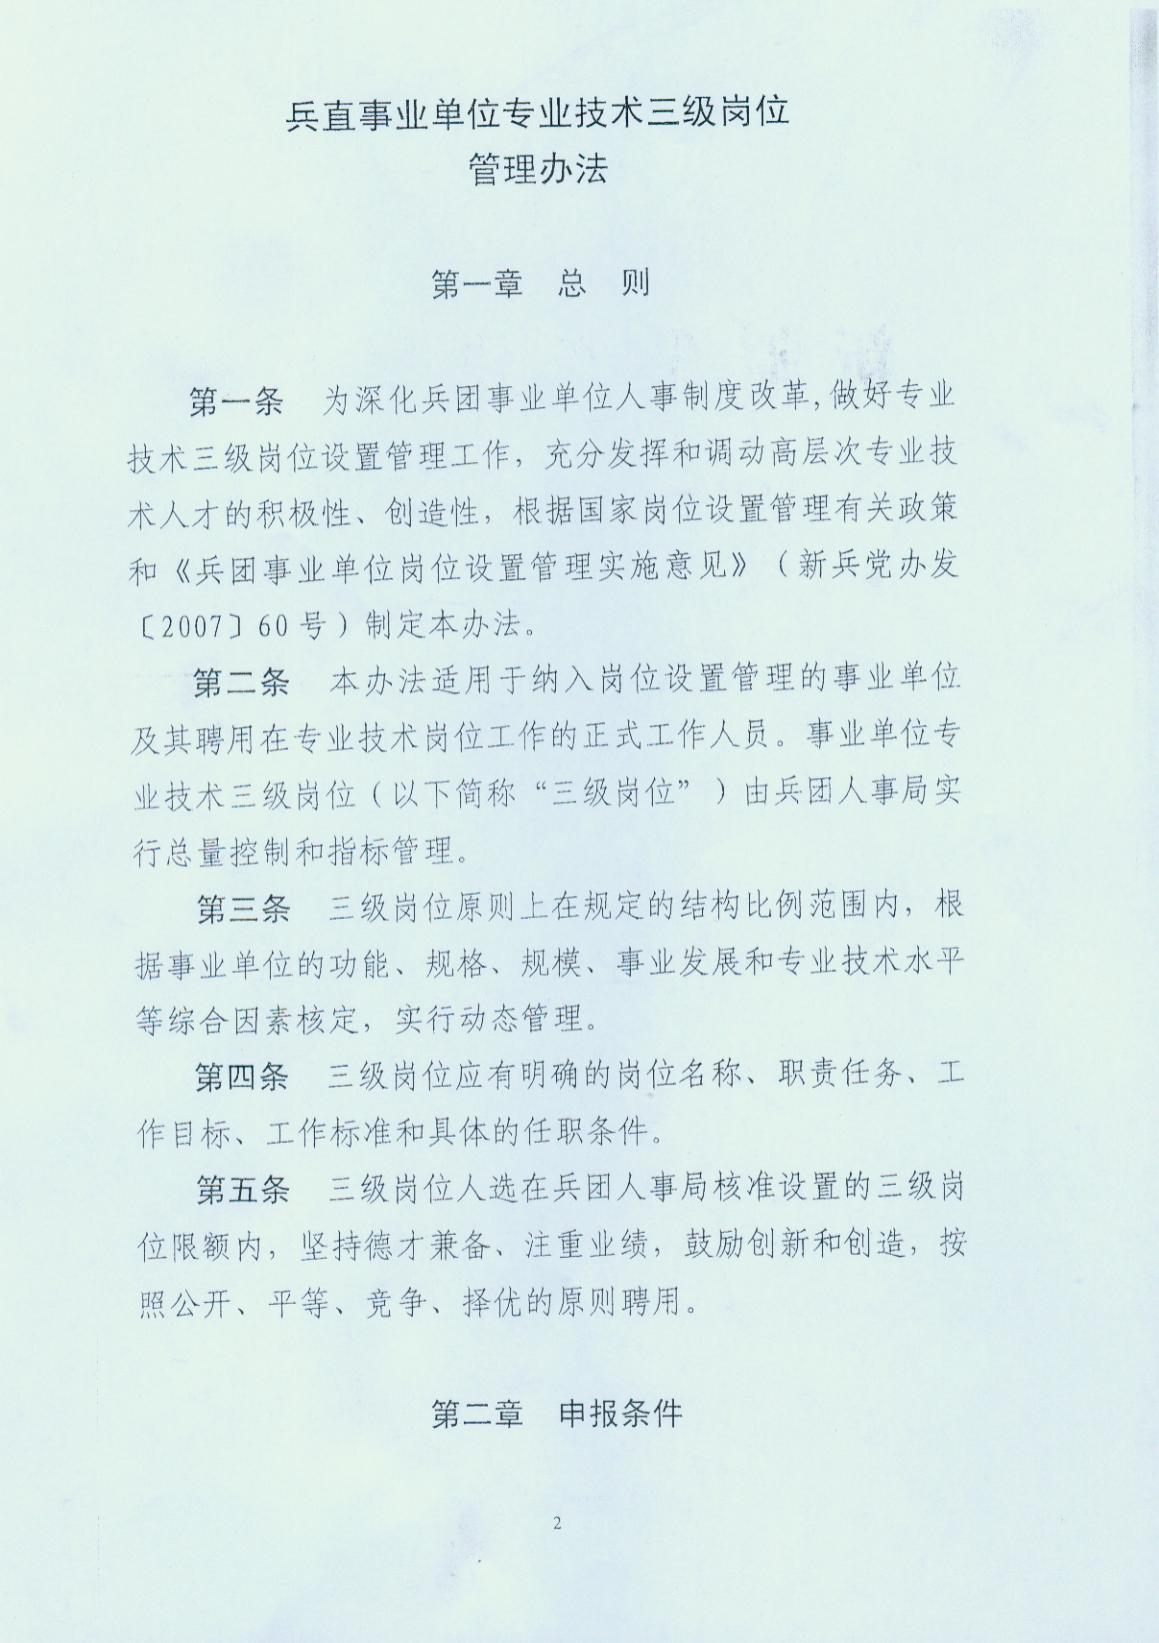 兵直事业单位专业技术三级岗位
管理办法
第一章 总 则
第一条 为深化兵团事业单位人事制度改革,做好专业
技术三级岗位设置管理工作，充分发挥和调动高层次专业技
术人才的积极性、创造性，根据国家岗位设置管理有关政策
和《兵团事业单位岗位设置管理实施意见》（新兵党办发
〔2007〕60 号）制定本办法。
第二条 本办法适用于纳入岗位设置管理的事业单位
及其聘用在专业技术岗位工作的正式工作人员。事业单位专
业技术三级岗位（以下简称“三级岗位”）由兵团人事局实
行总量控制和指标管理。
第三条 三级岗位原则上在规定的结构比例范围内，根
据事业单位的功能、规格、规模、事业发展和专业技术水平
等综合因素核定，实行动态管理。
第四条 三级岗位应有明确的岗位名称、职责任务、工
作目标、工作标准和具体的任职条件。
第五条 三级岗位人选在兵团人事局核准设置的三级岗
位限额内，坚持德才兼备、注重业绩，鼓励创新和创造，按
照公开、平等、竞争、择优的原则聘用。
第二章 申报条件
2